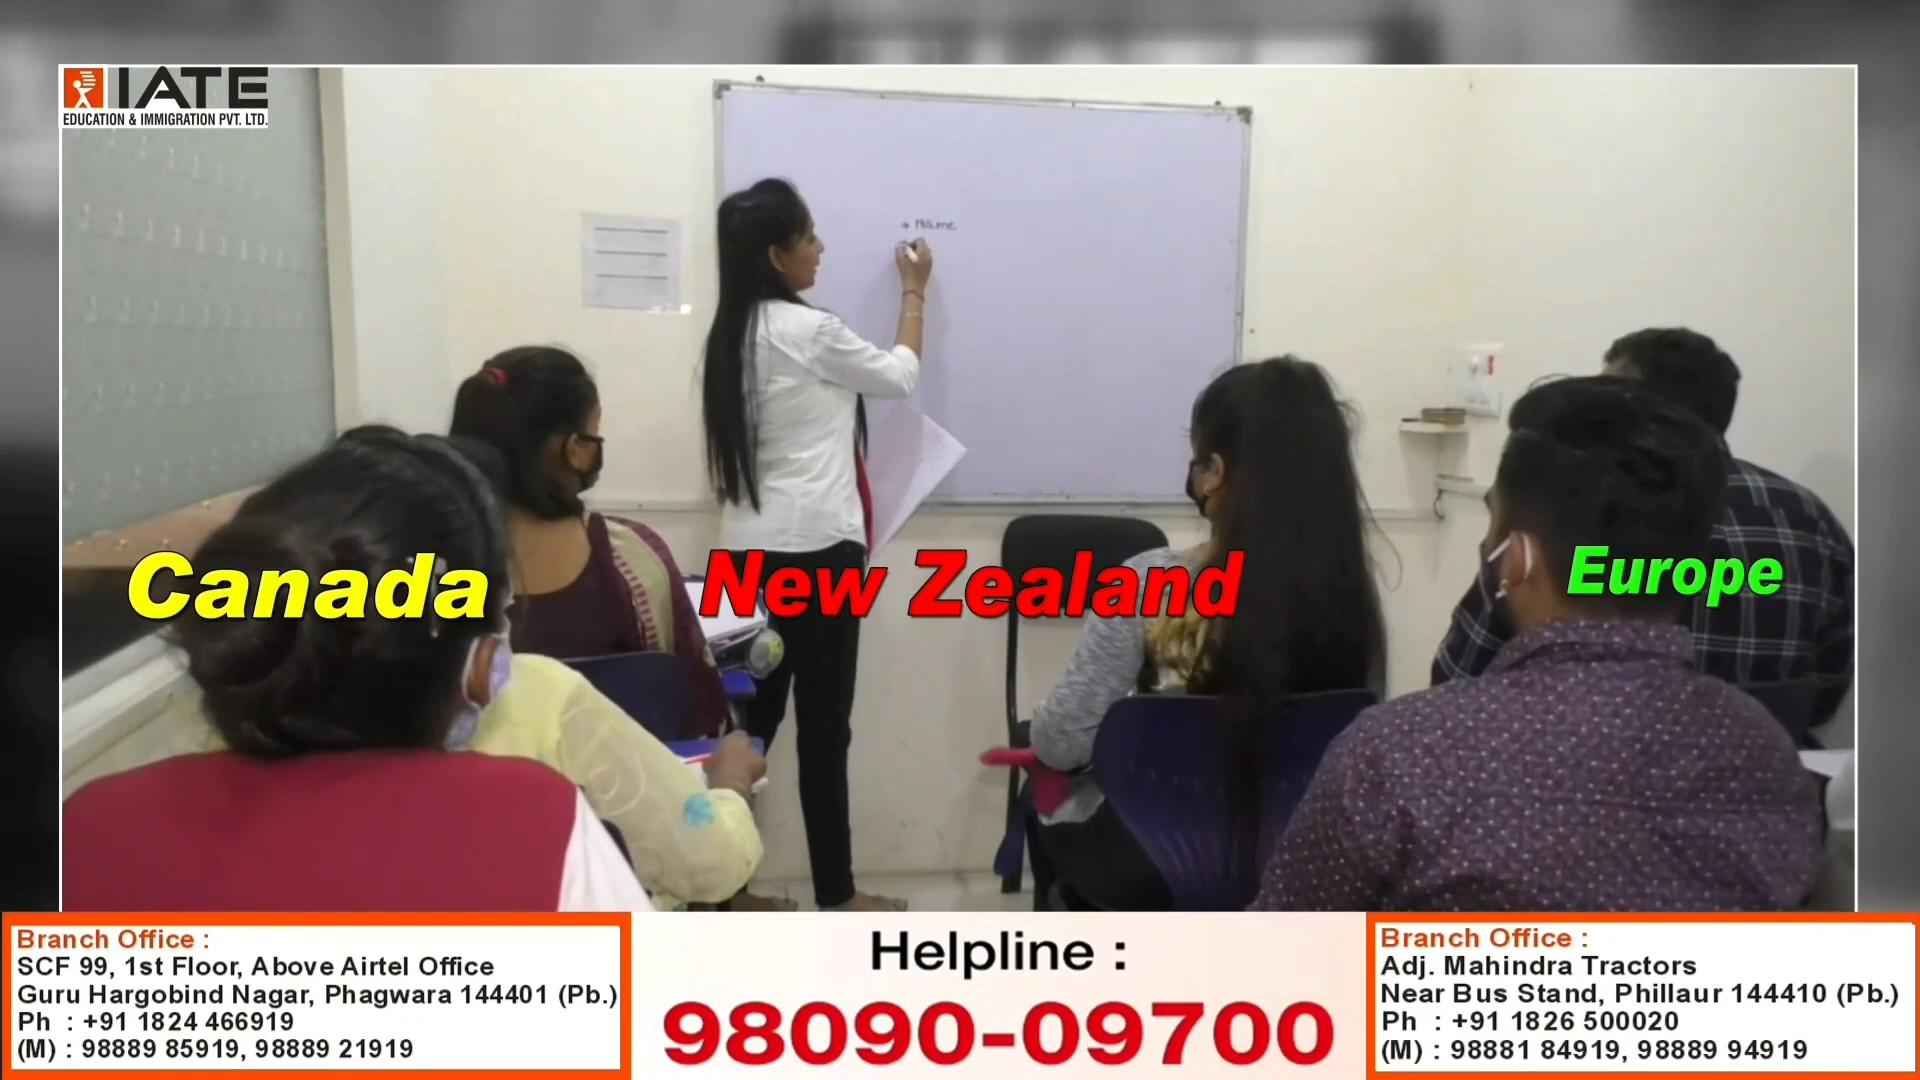 IATE
EDUCATION & IMMIGRATION PVT. LTD.
→ Name
Canada
New Zealand
Europe
Branch Office :
SCF 99, 1st Floor, Above Airtel Office
Guru Hargobind Nagar, Phagwara 144401 (Pb.)
Ph : +91 1824 466919
(M) : 98889 85919, 98889 21919
Helpline :
98090-09700
Branch Office :
Adj. Mahindra Tractors
Near Bus Stand, Phillaur 144410 (Pb.)
Ph : +91 1826 500020
(M) : 98881 84919, 98889 94919